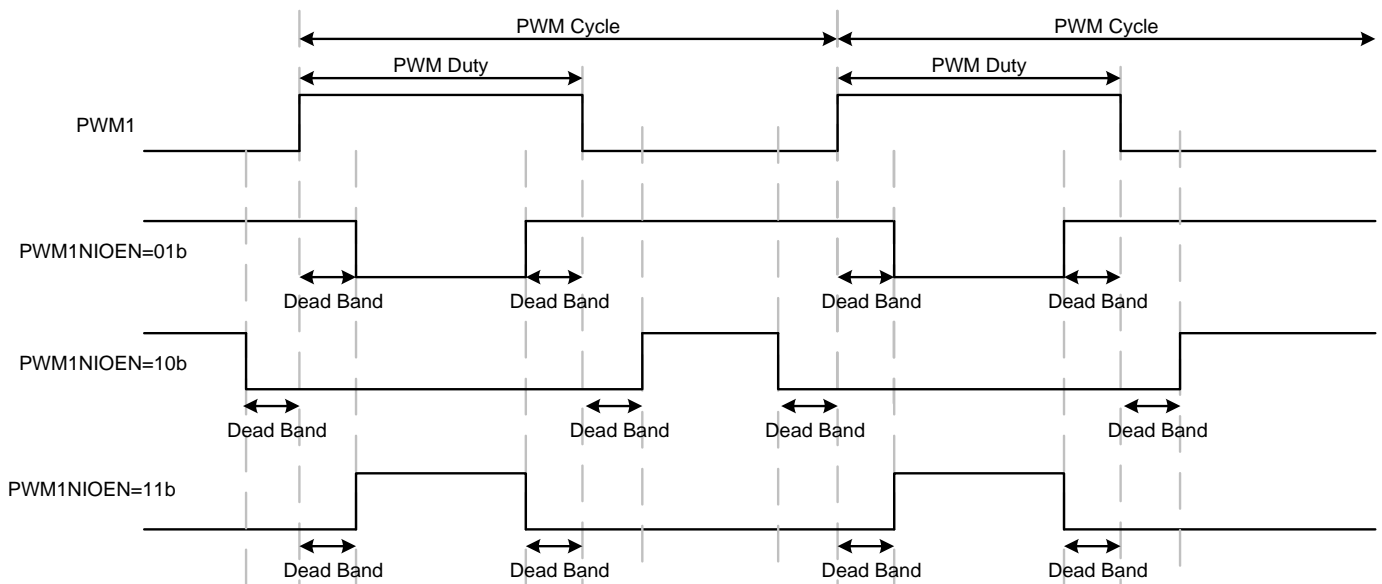 PWM Cycle PWM Cycle
PWM Duty PWM Duty
PWM1
PWM1NIOEN=01b
Dead Band Dead Band Dead Band Dead Band
PWM1NIOEN=10b
Dead Band Dead Band Dead Band Dead Band
PWM1NIOEN=11b
Dead Band Dead Band Dead Band Dead Band